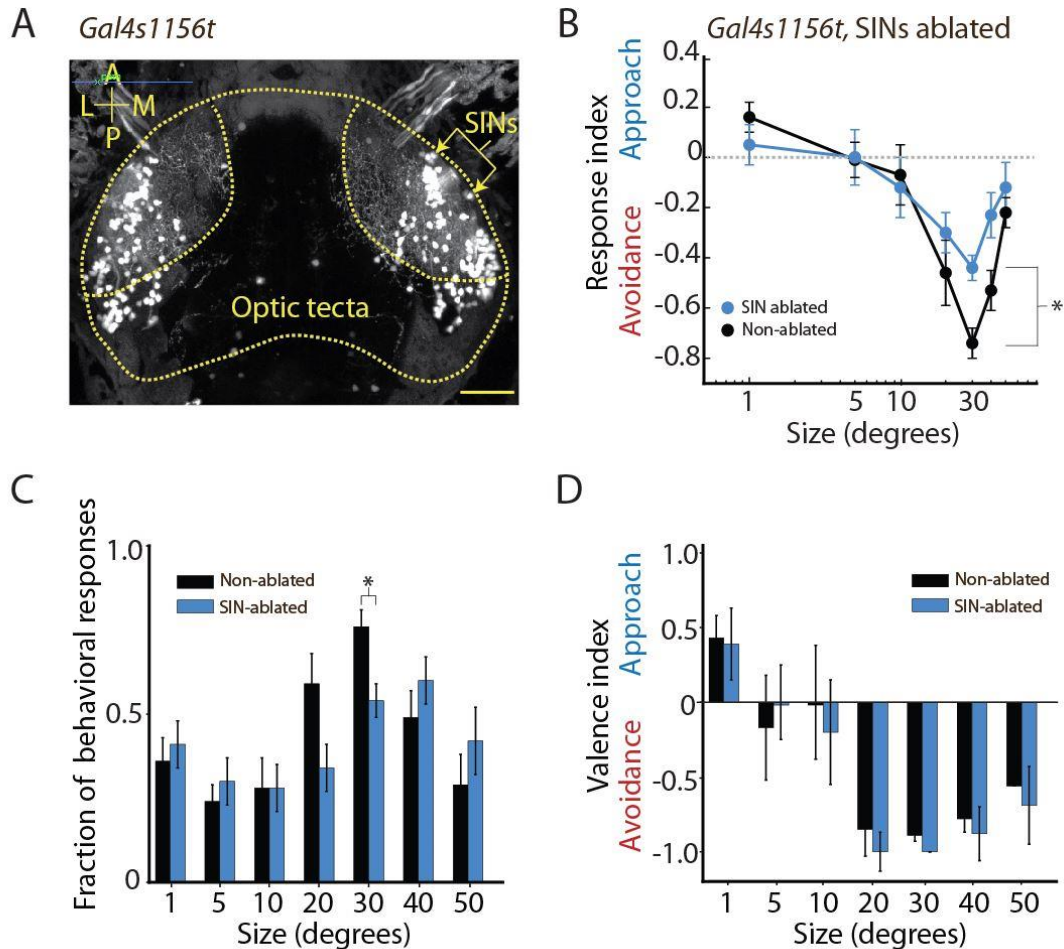 A
Gal4s1156t
A
L
M
P
SINs
Optic tecta
B
Gal4s1156t, SINs ablated
Response index
Avoidance
Approach
0.4
0.2
0
-0.2
-0.4
-0.6
-0.8
SIN ablated
Non-ablated
*
1
5
10
30
Size (degrees)
C
Fraction of behavioral responses
1.0
0.5
0
Non-ablated
SIN-ablated
*
1
5
10
20
30
40
50
Size (degrees)
D
Valence index
Avoidance
Approach
1.0
0.5
0
-0.5
-1.0
Non-ablated
SIN-ablated
1
5
10
20
30
40
50
Size (degrees)